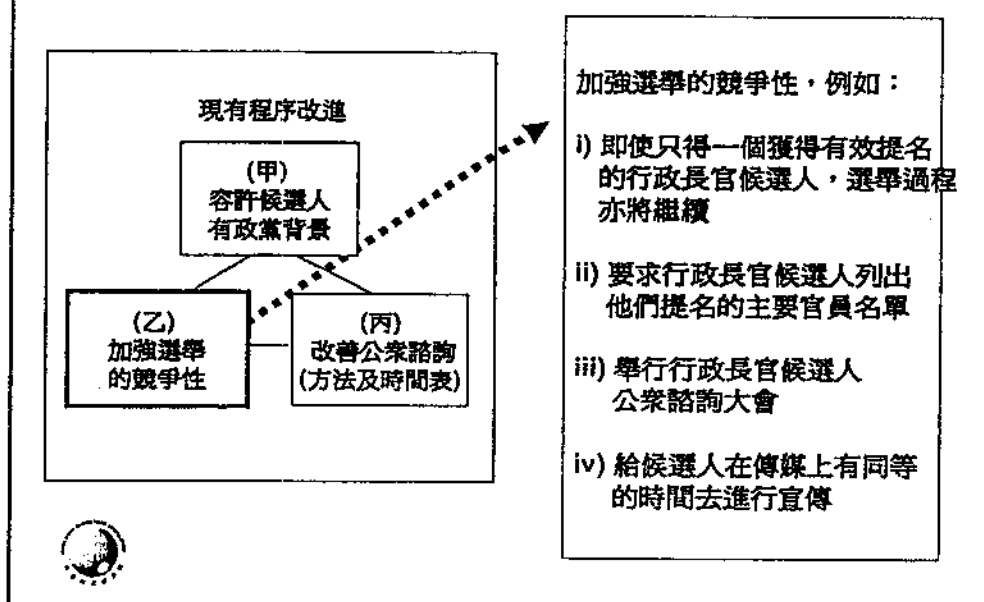 現有程序改進
(甲)
容許候選人
有政黨背景
(乙)
加強選舉
的競爭性
(丙)
改善公眾諮詢
(方法及時間表)
加強選舉的競爭性，例如：
i) 即使只得一個獲得有效提名
的行政長官候選人，選舉過程
亦將繼續
ii) 要求行政長官候選人列出
他們提名的主要官員名單
iii) 舉行行政長官候選人
公眾諮詢大會
iv) 給候選人在傳媒上有同等
的時間去進行宣傳